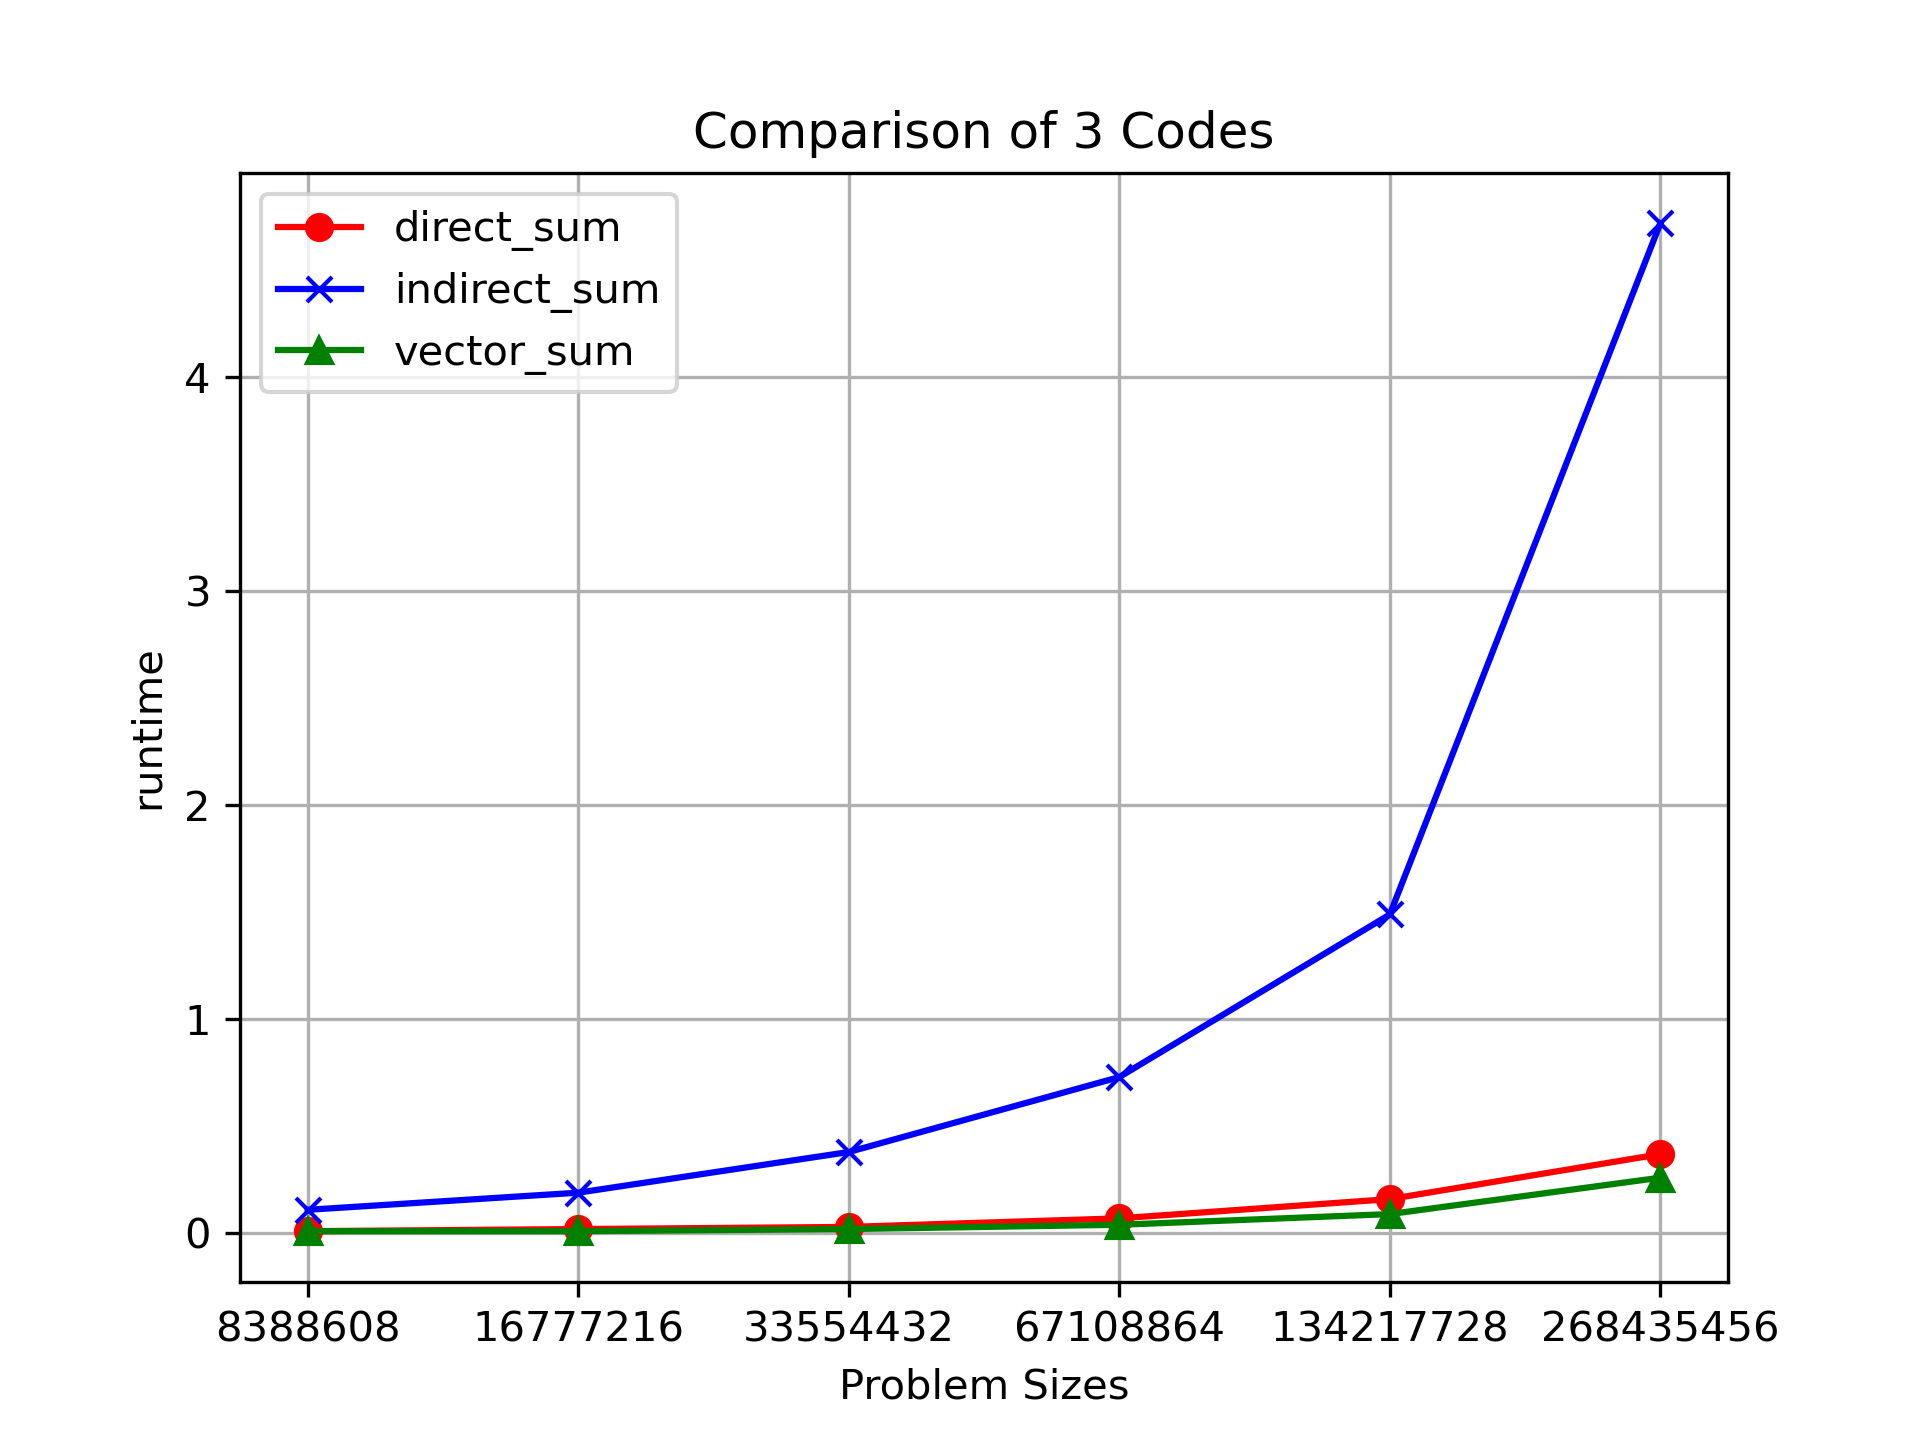 Comparison of 3 Codes
direct_sum
indirect_sum
vector_sum
runtime
4
3
2
1
0
8388608 16777216 33554432 67108864 134217728 268435456
Problem Sizes